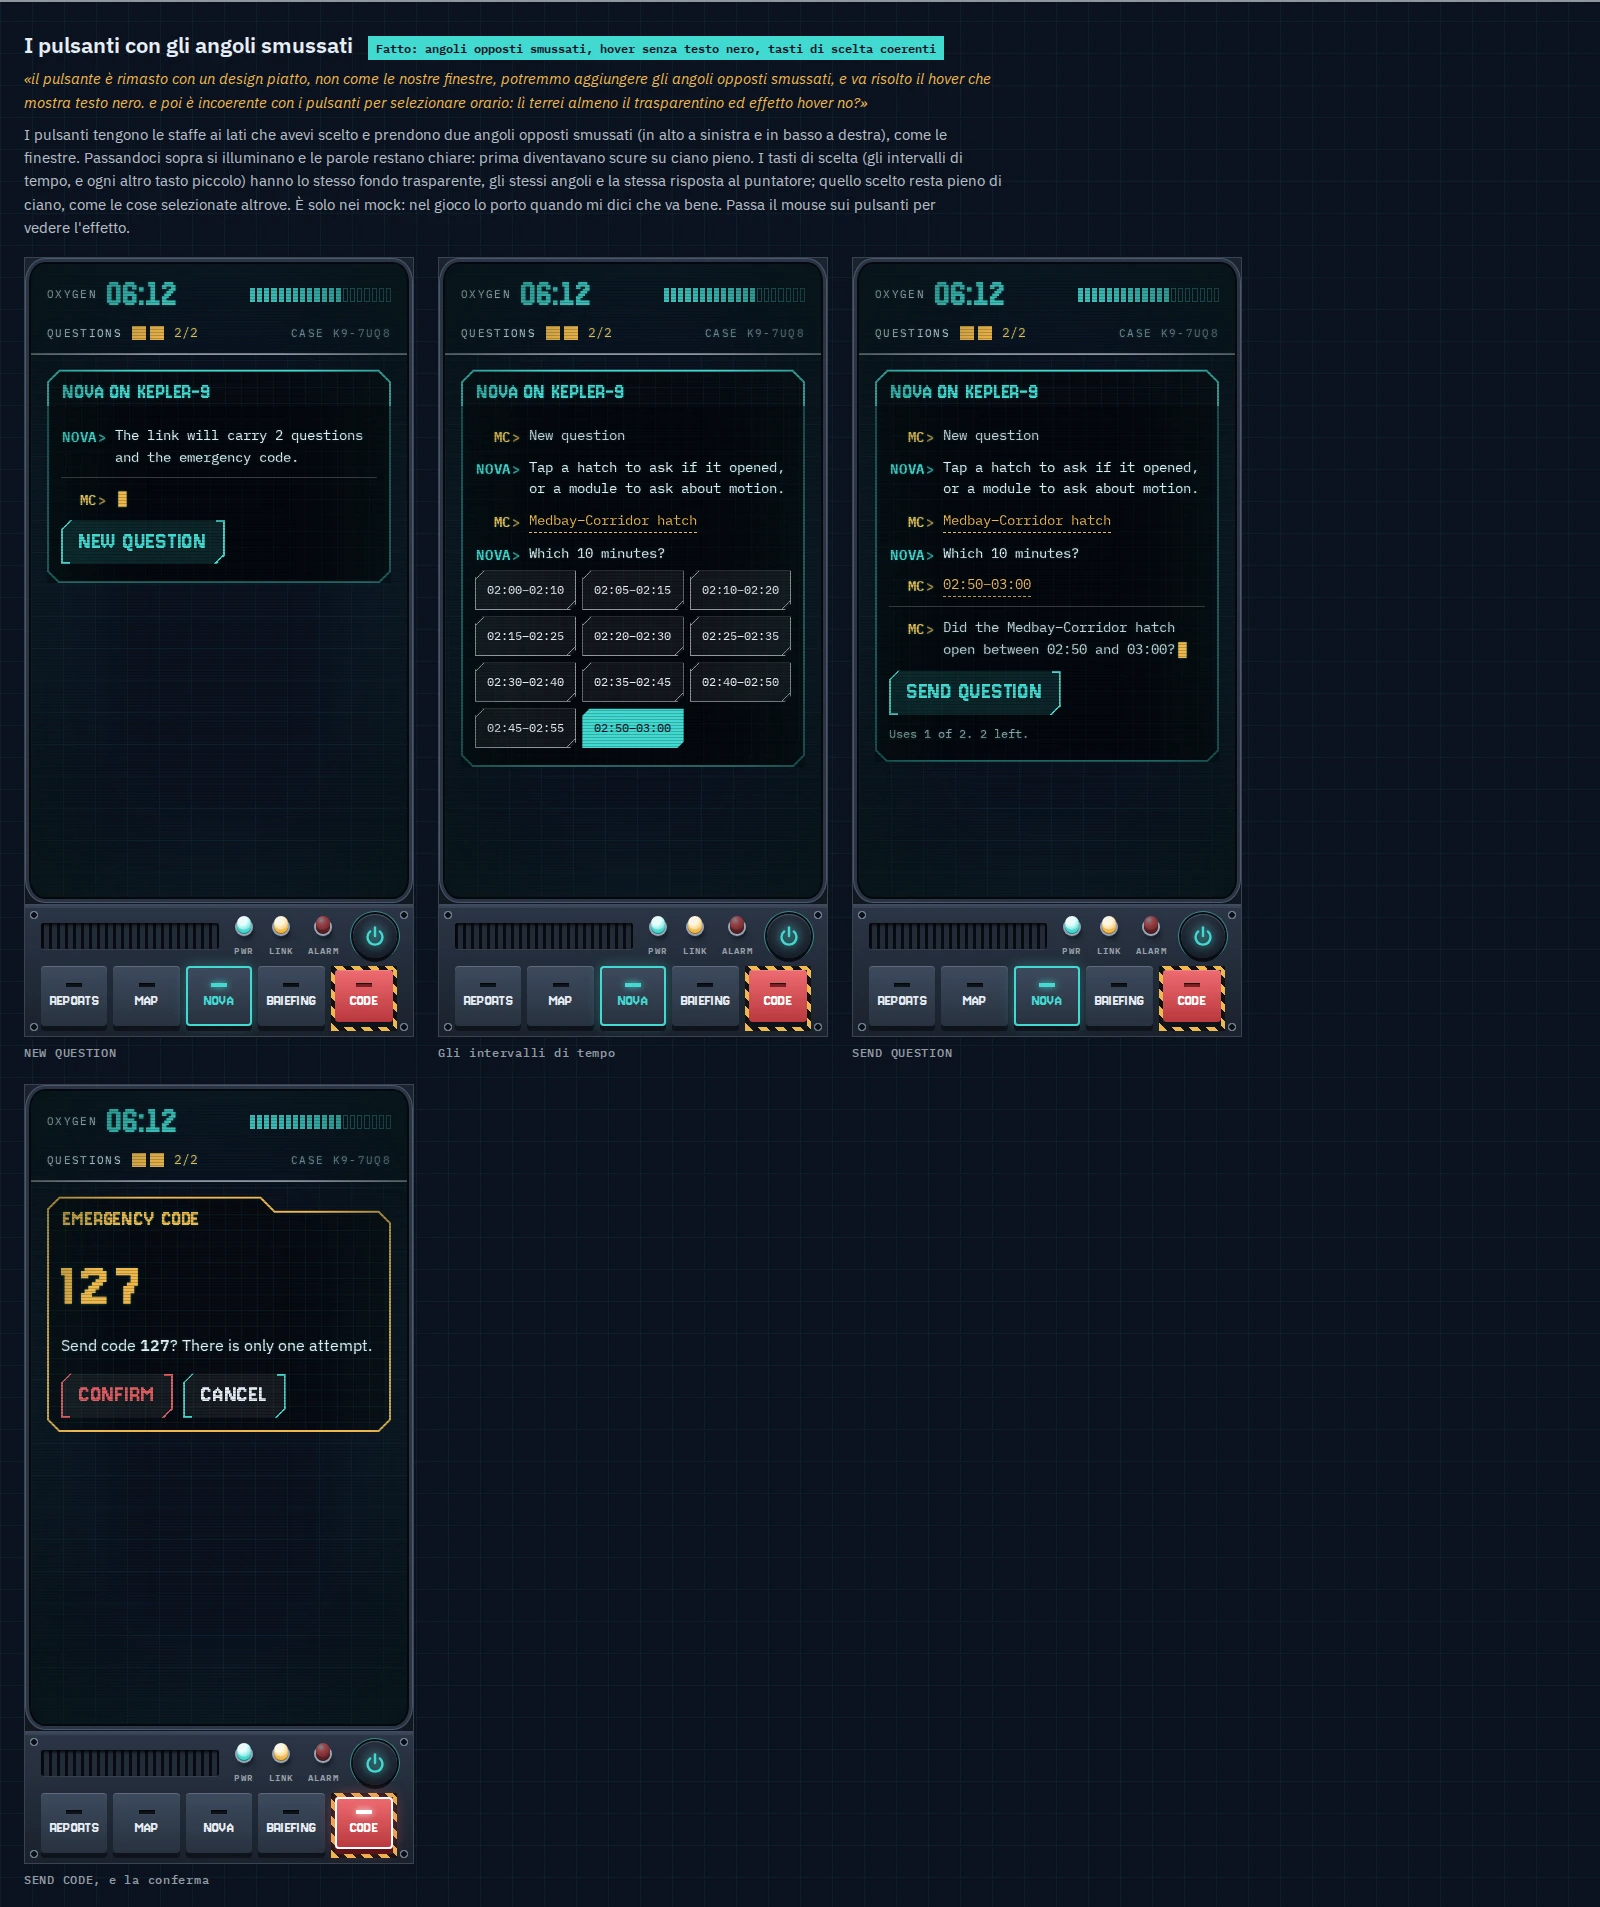 I pulsanti con gli angoli smussati
Fatto: angoli opposti smussati, hover senza testo nero, tasti di scelta coerenti
«il pulsante è rimasto con un design piatto, non come le nostre finestre, potremmo aggiungere gli angoli opposti smussati, e va risolto il hover che
mostra testo nero. e poi è incoerente con i pulsanti per selezionare orario: lì terrei almeno il trasparentino ed effetto hover no?»
I pulsanti tengono le staffe ai lati che avevi scelto e prendono due angoli opposti smussati (in alto a sinistra e in basso a destra), come le
finestre. Passandoci sopra si illuminano e le parole restano chiare: prima diventavano scure su ciano pieno. I tasti di scelta (gli intervalli di
tempo, e ogni altro tasto piccolo) hanno lo stesso fondo trasparente, gli stessi angoli e la stessa risposta al puntatore; quello scelto resta pieno di
ciano, come le cose selezionate altrove. È solo nei mock: nel gioco lo porto quando mi dici che va bene. Passa il mouse sui pulsanti per
vedere l'effetto.
OXYGEN 06:12
QUESTIONS 2/2 CASE K9-7UQ8
NOVA ON KEPLER-9
NOVA> The link will carry 2 questions
and the emergency code.
MC>
NEW QUESTION
PWR LINK ALARM
REPORTS MAP NOVA BRIEFING CODE
NEW QUESTION
OXYGEN 06:12
QUESTIONS 2/2 CASE K9-7UQ8
NOVA ON KEPLER-9
MC> New question
NOVA> Tap a hatch to ask if it opened,
or a module to ask about motion.
MC> Medbay–Corridor hatch
NOVA> Which 10 minutes?
02:00–02:10 02:05–02:15 02:10–02:20
02:15–02:25 02:20–02:30 02:25–02:35
02:30–02:40 02:35–02:45 02:40–02:50
02:45–02:55 02:50–03:00
PWR LINK ALARM
REPORTS MAP NOVA BRIEFING CODE
Gli intervalli di tempo
OXYGEN 06:12
QUESTIONS 2/2 CASE K9-7UQ8
NOVA ON KEPLER-9
MC> New question
NOVA> Tap a hatch to ask if it opened,
or a module to ask about motion.
MC> Medbay–Corridor hatch
NOVA> Which 10 minutes?
MC> 02:50–03:00
MC> Did the Medbay–Corridor hatch
open between 02:50 and 03:00?
SEND QUESTION
Uses 1 of 2. 2 left.
PWR LINK ALARM
REPORTS MAP NOVA BRIEFING CODE
SEND QUESTION
OXYGEN 06:12
QUESTIONS 2/2 CASE K9-7UQ8
EMERGENCY CODE
127
Send code 127? There is only one attempt.
CONFIRM CANCEL
PWR LINK ALARM
REPORTS MAP NOVA BRIEFING CODE
SEND CODE, e la conferma